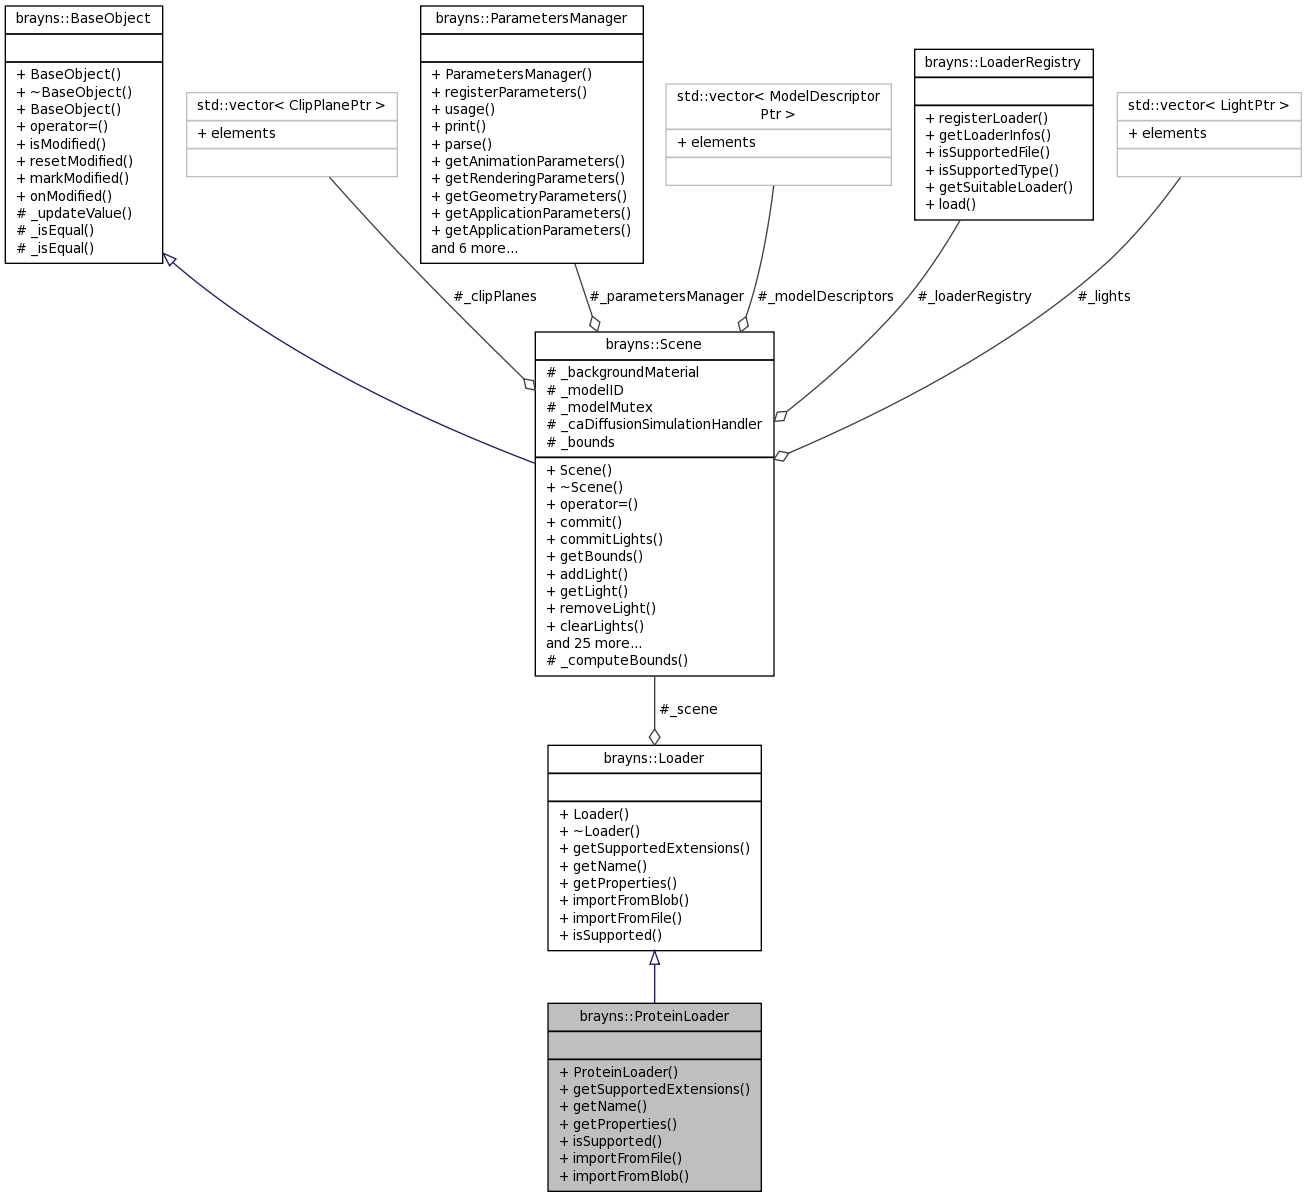 brayns::BaseObject
+ BaseObject()
+ ~BaseObject()
+ BaseObject()
+ operator=()
+ isModified()
+ resetModified()
+ markModified()
+ onModified()
# _updateValue()
# _isEqual()
# _isEqual()
std::vector< ClipPlanePtr >
+ elements
brayns::ParametersManager
+ ParametersManager()
+ registerParameters()
+ usage()
+ print()
+ parse()
+ getAnimationParameters()
+ getRenderingParameters()
+ getGeometryParameters()
+ getApplicationParameters()
+ getApplicationParameters()
and 6 more...
std::vector< ModelDescriptor
Ptr >
+ elements
brayns::LoaderRegistry
+ registerLoader()
+ getLoaderInfos()
+ isSupportedFile()
+ isSupportedType()
+ getSuitableLoader()
+ load()
std::vector< LightPtr >
+ elements
#_clipPlanes
#_parametersManager
#_modelDescriptors
#_loaderRegistry
#_lights
brayns::Scene
# _backgroundMaterial
# _modelID
# _modelMutex
# _caDiffusionSimulationHandler
# _bounds
+ Scene()
+ ~Scene()
+ operator=()
+ commit()
+ commitLights()
+ getBounds()
+ addLight()
+ getLight()
+ removeLight()
+ clearLights()
and 25 more...
# _computeBounds()
#_scene
brayns::Loader
+ Loader()
+ ~Loader()
+ getSupportedExtensions()
+ getName()
+ getProperties()
+ importFromBlob()
+ importFromFile()
+ isSupported()
brayns::ProteinLoader
+ ProteinLoader()
+ getSupportedExtensions()
+ getName()
+ getProperties()
+ isSupported()
+ importFromFile()
+ importFromBlob()